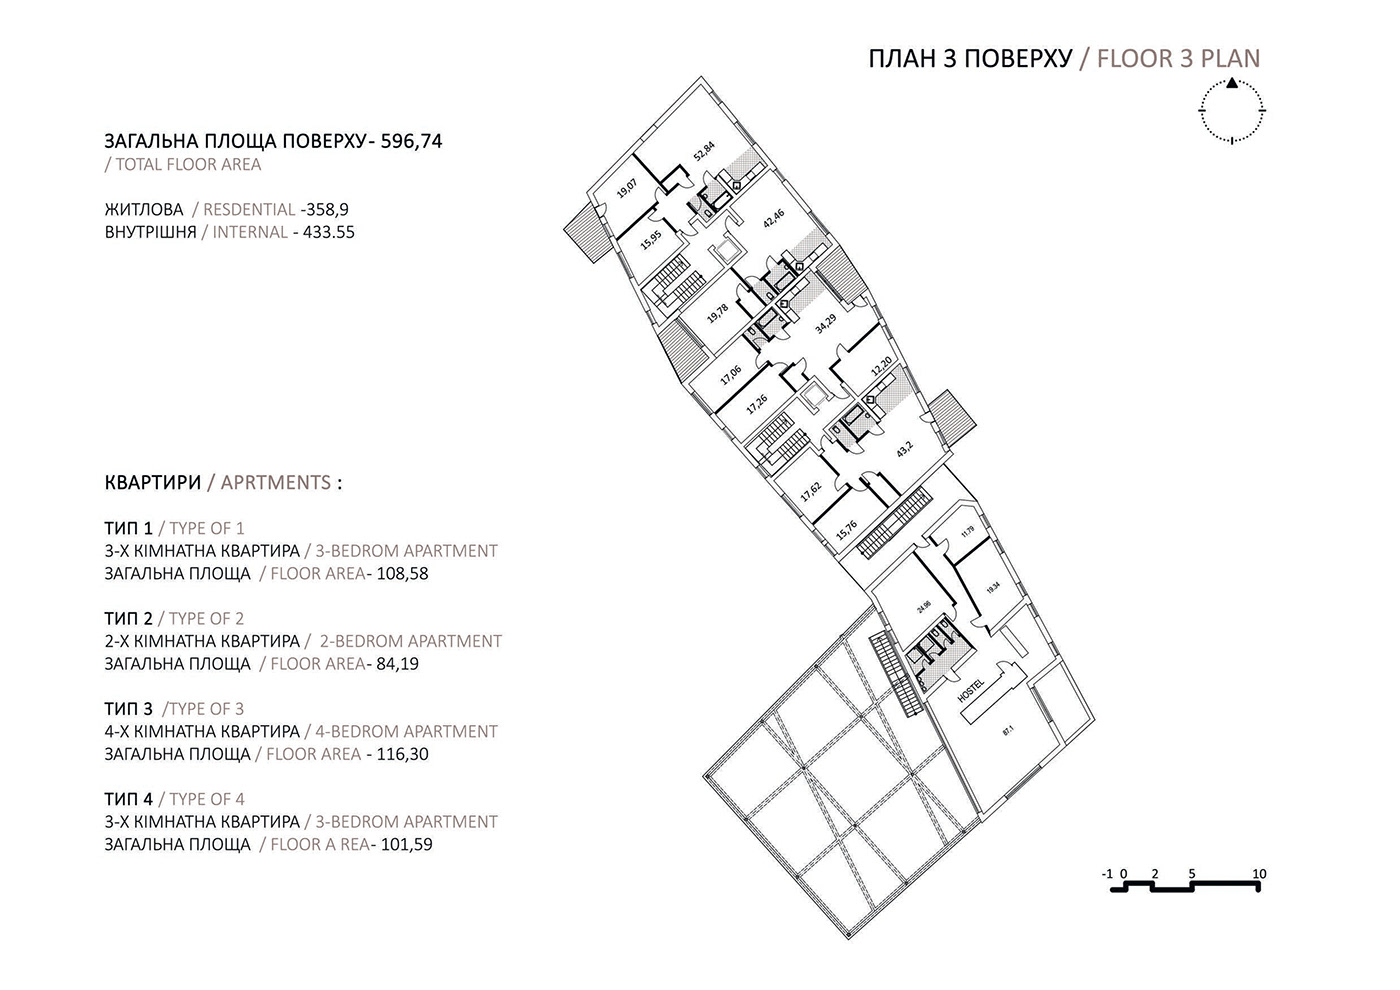 ПЛАН 3 ПОВЕРХУ / FLOOR 3 PLAN
ЗАГАЛЬНА ПЛОЩА ПОВЕРХУ- 596,74
/ TOTAL FLOOR AREA
ЖИТЛОВА / RESDENTIAL -358,9
ВНУТРІШНЯ / INTERNAL - 433.55
КВАРТИРИ / APRTMENTS :
ТИП 1 / TYPE OF 1
3-Х КІМНАТНА КВАРТИРА / 3-BEDROM APARTMENT
ЗАГАЛЬНА ПЛОЩА / FLOOR AREA- 108,58
ТИП 2 / TYPE OF 2
2-Х КІМНАТНА КВАРТИРА / 2-BEDROM APARTMENT
ЗАГАЛЬНА ПЛОЩА / FLOOR AREA- 84,19
ТИП 3 /TYPE OF 3
4-Х КІМНАТНА КВАРТИРА / 4-BEDROM APARTMENT
ЗАГАЛЬНА ПЛОЩА / FLOOR AREA - 116,30
ТИП 4 / TYPE OF 4
3-Х КІМНАТНА КВАРТИРА / 3-BEDROM APARTMENT
ЗАГАЛЬНА ПЛОЩА / FLOOR A REA- 101,59
52,84
19,07
15,95
42,46
19,78
34,29
17,06
12,20
17,26
43,2
17,62
15,76
11.79
19.34
24.96
HOSTEL
87.1
-1 0 2 5 10